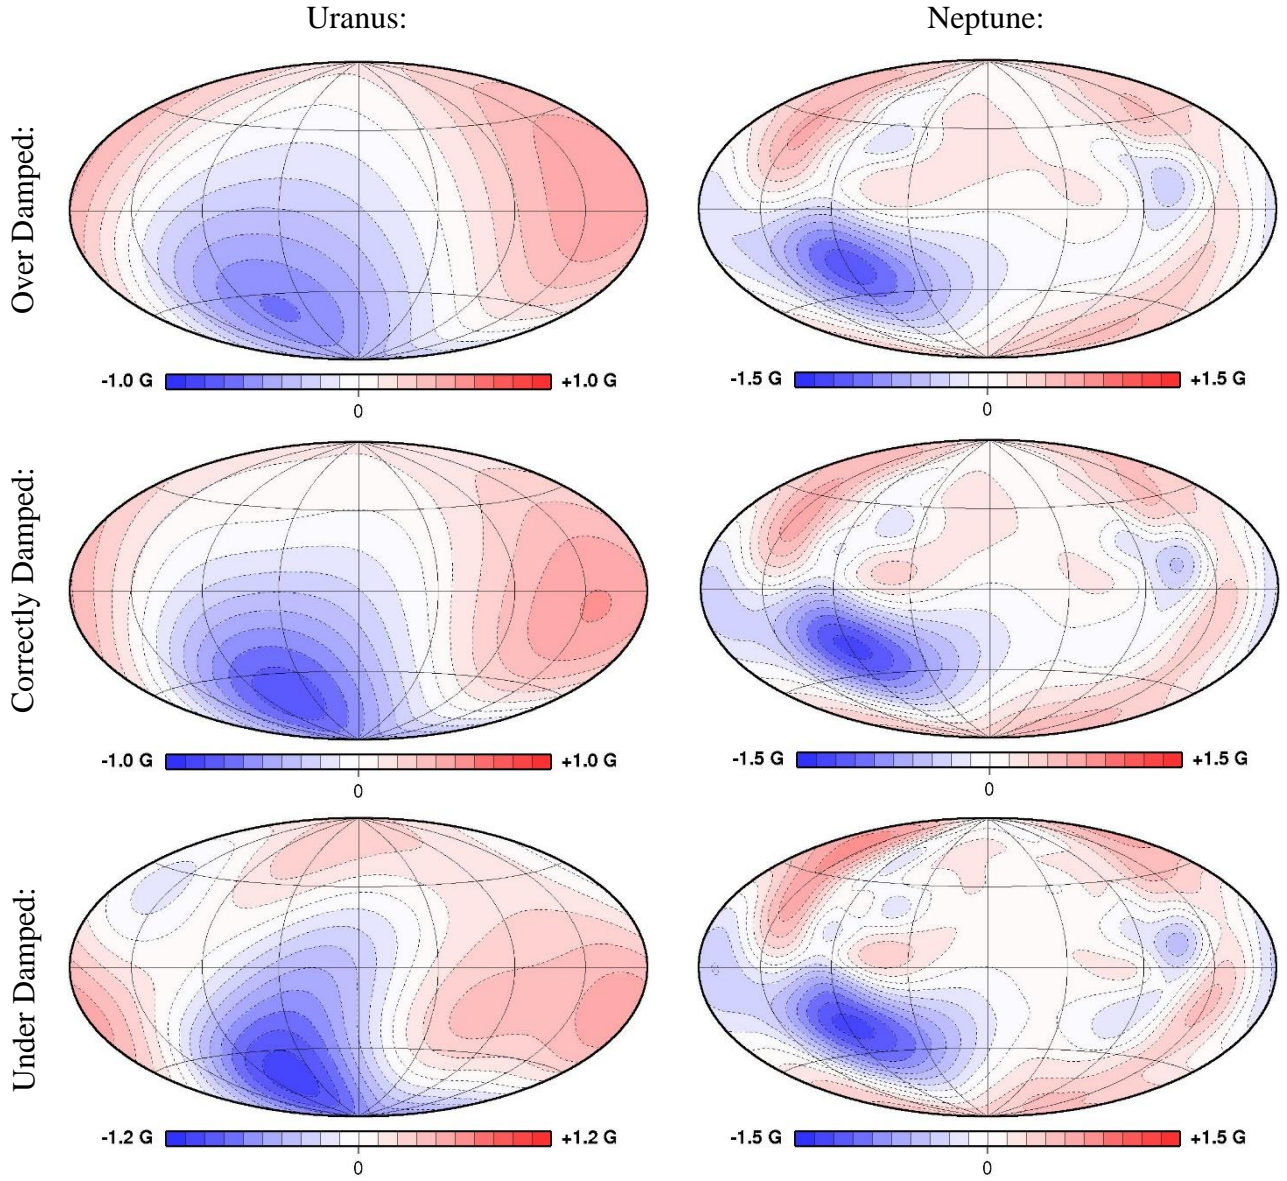 Uranus: Neptune:
Over Damped:
-1.0 G +1.0 G -1.5 G +1.5 G
0 0
Correctly Damped:
-1.0 G +1.0 G -1.5 G +1.5 G
0 0
Under Damped:
-1.2 G +1.2 G -1.5 G +1.5 G
0 0